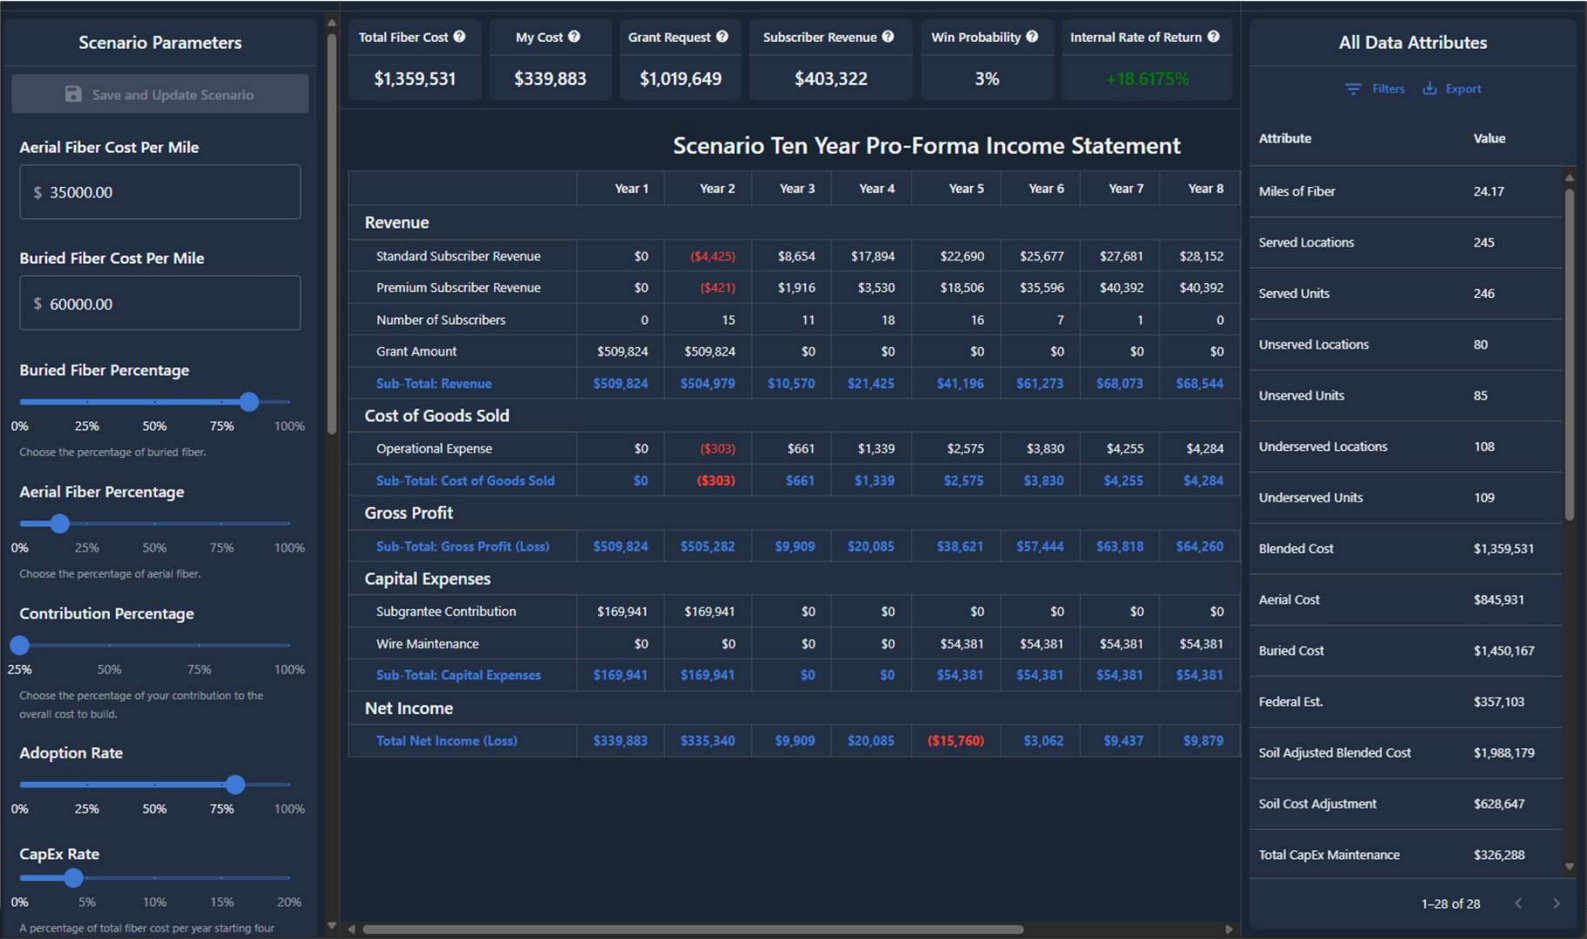 Scenario Parameters
Save and Update Scenario
Aerial Fiber Cost Per Mile
$ 35000.00
Buried Fiber Cost Per Mile
$ 60000.00
Buried Fiber Percentage
0% 25% 50% 75% 100%
Choose the percentage of buried fiber.
Aerial Fiber Percentage
0% 25% 50% 75% 100%
Choose the percentage of aerial fiber.
Contribution Percentage
25% 50% 75% 100%
Choose the percentage of your contribution to the
overall cost to build.
Adoption Rate
0% 25% 50% 75% 100%
CapEx Rate
0% 5% 10% 15% 20%
A percentage of total fiber cost per year starting four
Total Fiber Cost ? My Cost ? Grant Request ? Subscriber Revenue ? Win Probability ? Internal Rate of Return ?
$1,359,531 $339,883 $1,019,649 $403,322 3% +18.6175%
Scenario Ten Year Pro-Forma Income Statement
Year 1 Year 2 Year 3 Year 4 Year 5 Year 6 Year 7 Year 8
Revenue
Standard Subscriber Revenue $0 ($4,425) $8,654 $17,894 $22,690 $25,677 $27,681 $28,152
Premium Subscriber Revenue $0 ($421) $1,916 $3,530 $18,506 $35,596 $40,392 $40,392
Number of Subscribers 0 15 11 18 16 7 1 0
Grant Amount $509,824 $509,824 $0 $0 $0 $0 $0 $0
Sub-Total: Revenue $509,824 $504,979 $10,570 $21,425 $41,196 $61,273 $68,073 $68,544
Cost of Goods Sold
Operational Expense $0 ($303) $661 $1,339 $2,575 $3,830 $4,255 $4,284
Sub-Total: Cost of Goods Sold $0 ($303) $661 $1,339 $2,575 $3,830 $4,255 $4,284
Gross Profit
Sub-Total: Gross Profit (Loss) $509,824 $505,282 $9,909 $20,085 $38,621 $57,444 $63,818 $64,260
Capital Expenses
Subgrantee Contribution $169,941 $169,941 $0 $0 $0 $0 $0 $0
Wire Maintenance $0 $0 $0 $0 $54,381 $54,381 $54,381 $54,381
Sub-Total: Capital Expenses $169,941 $169,941 $0 $0 $54,381 $54,381 $54,381 $54,381
Net Income
Total Net Income (Loss) $339,883 $335,340 $9,909 $20,085 ($15,760) $3,062 $9,437 $9,879
All Data Attributes
Filters Export
Attribute Value
Miles of Fiber 24.17
Served Locations 245
Served Units 246
Unserved Locations 80
Unserved Units 85
Underserved Locations 108
Underserved Units 109
Blended Cost $1,359,531
Aerial Cost $845,931
Buried Cost $1,450,167
Federal Est. $357,103
Soil Adjusted Blended Cost $1,988,179
Soil Cost Adjustment $628,647
Total CapEx Maintenance $326,288
1–28 of 28